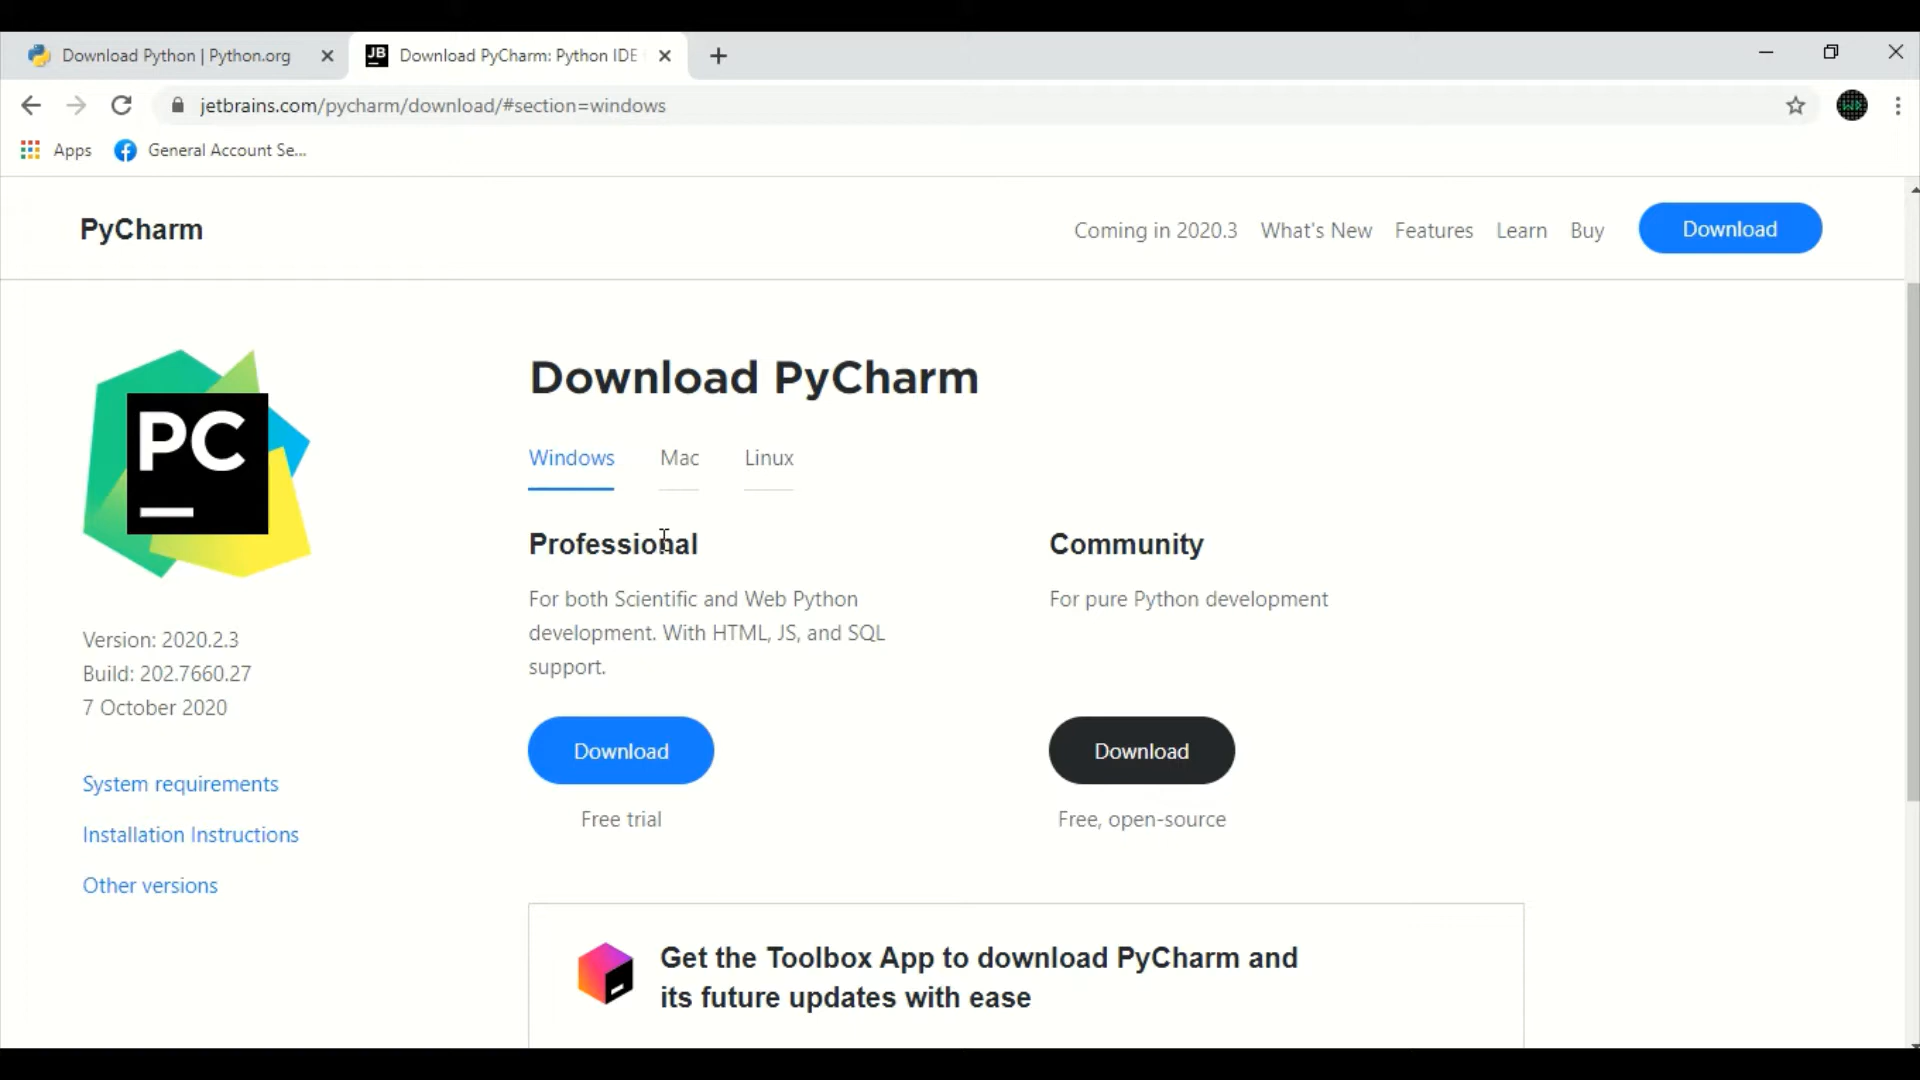 Download Python | Python.org
Download PyCharm: Python IDE
jetbrains.com/pycharm/download/#section=windows
Apps
General Account Se...
PyCharm
Coming in 2020.3
What's New
Features
Learn
Buy
Download
PC
Download PyCharm
Windows
Mac
Linux
Professional
For both Scientific and Web Python
development. With HTML, JS, and SQL
support.
Download
Free trial
Community
For pure Python development
Download
Free, open-source
Version: 2020.2.3
Build: 202.7660.27
7 October 2020
System requirements
Installation Instructions
Other versions
Get the Toolbox App to download PyCharm and
its future updates with ease